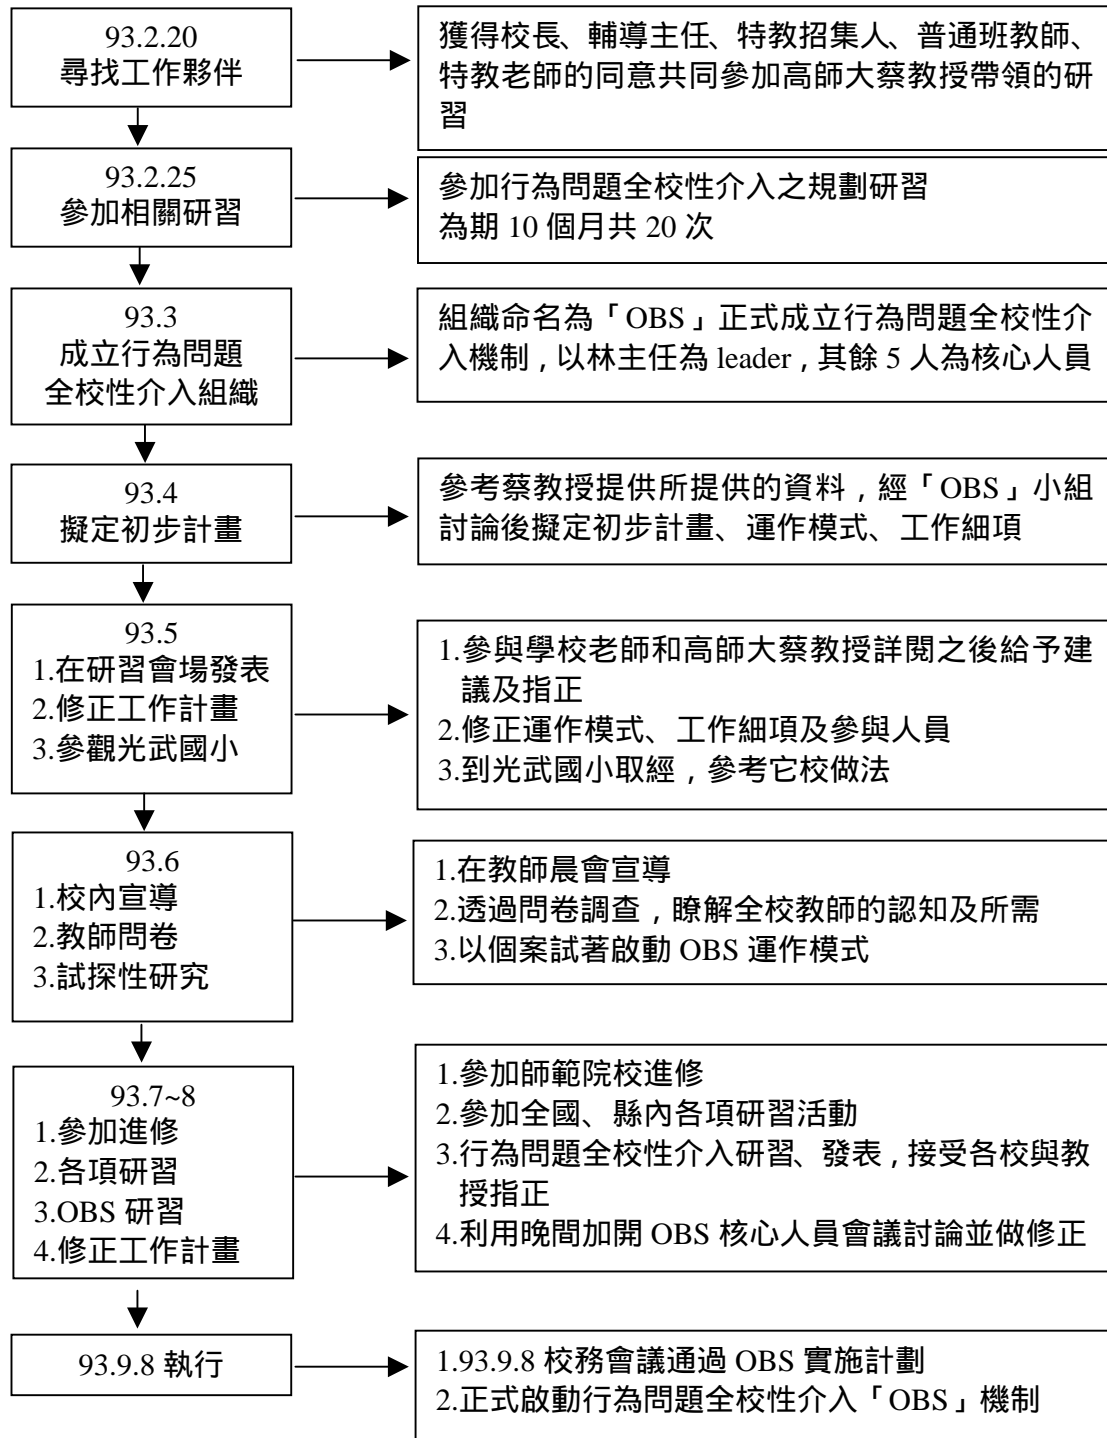 93.2.20
尋找工作夥伴
獲得校長、輔導主任、特教招集人、普通班教師、
特教老師的同意共同參加高師大蔡教授帶領的研
習
93.2.25
參加相關研習
參加行為問題全校性介入之規劃研習
為期 10 個月共 20 次
93.3
成立行為問題
全校性介入組織
組織命名為「OBS」正式成立行為問題全校性介
入機制，以林主任為 leader，其餘 5 人為核心人員
93.4
擬定初步計畫
參考蔡教授提供所提供的資料，經「OBS」小組
討論後擬定初步計畫、運作模式、工作細項
93.5
1.在研習會場發表
2.修正工作計畫
3.參觀光武國小
1.參與學校老師和高師大蔡教授詳閱之後給予建
議及指正
2.修正運作模式、工作細項及參與人員
3.到光武國小取經，參考它校做法
93.6
1.校內宣導
2.教師問卷
3.試探性研究
1.在教師晨會宣導
2.透過問卷調查，瞭解全校教師的認知及所需
3.以個案試著啟動 OBS 運作模式
93.7~8
1.參加進修
2.各項研習
3.OBS 研習
4.修正工作計畫
1.參加師範院校進修
2.參加全國、縣內各項研習活動
3.行為問題全校性介入研習、發表，接受各校與教
授指正
4.利用晚間加開 OBS 核心人員會議討論並做修正
93.9.8 執行
1.93.9.8 校務會議通過 OBS 實施計劃
2.正式啟動行為問題全校性介入「OBS」機制